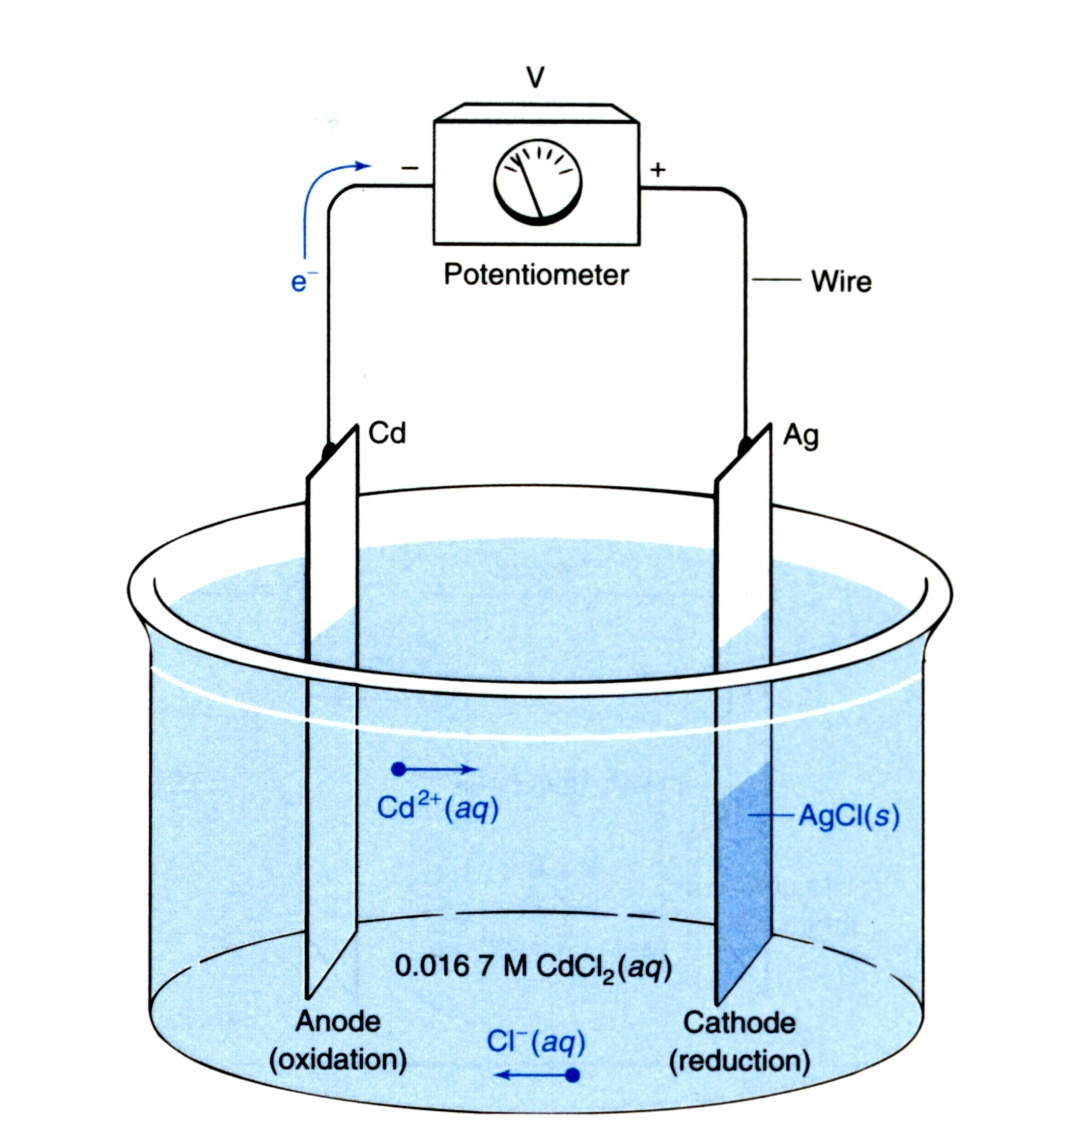 V
− +
Potentiometer
e⁻
Wire
Cd
Ag
Cd²⁺(aq)
AgCl(s)
0.016 7 M CdCl₂(aq)
Anode
(oxidation)
Cathode
(reduction)
Cl⁻(aq)